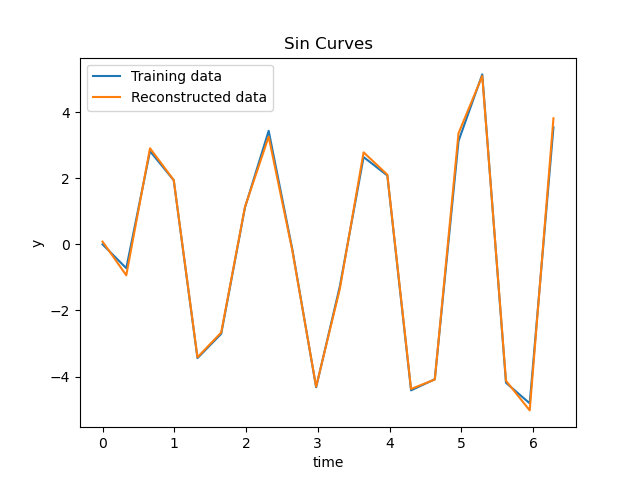 Sin Curves
Training data
Reconstructed data
4
2
0
−2
−4
y
0 1 2 3 4 5 6
time